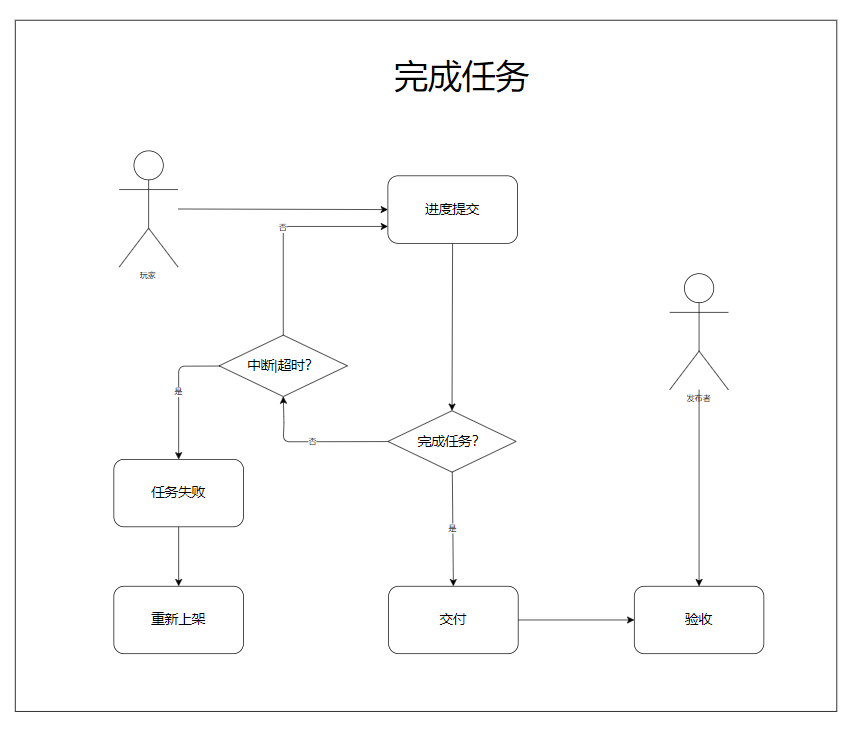 完成任务
进度提交
否
玩家
中断|超时?
是
发布者
否
完成任务?
任务失败
是
重新上架
交付
验收